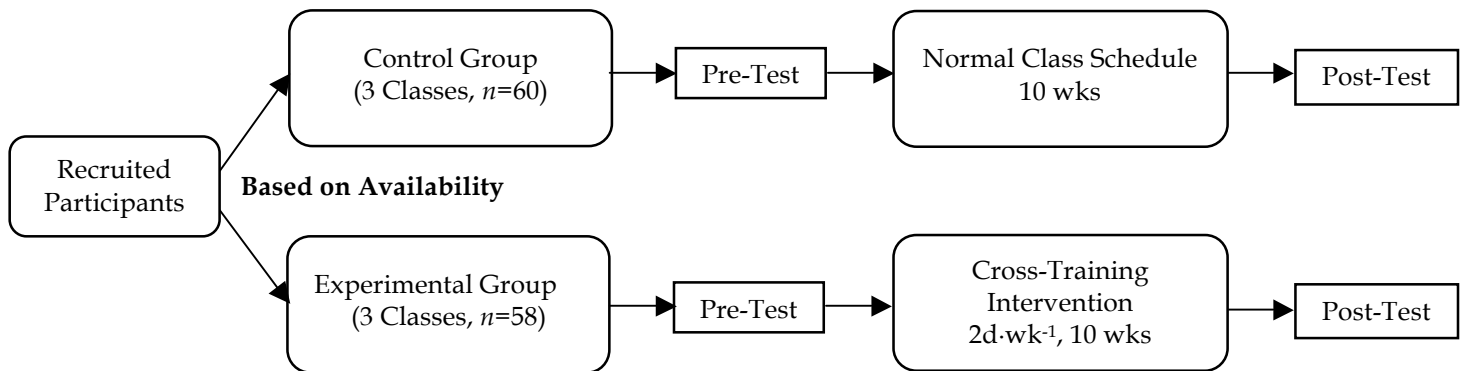 Recruited
Participants
Based on Availability
Control Group
(3 Classes, n=60)
Pre-Test
Normal Class Schedule
10 wks
Post-Test
Experimental Group
(3 Classes, n=58)
Pre-Test
Cross-Training
Intervention
2d·wk⁻¹, 10 wks
Post-Test